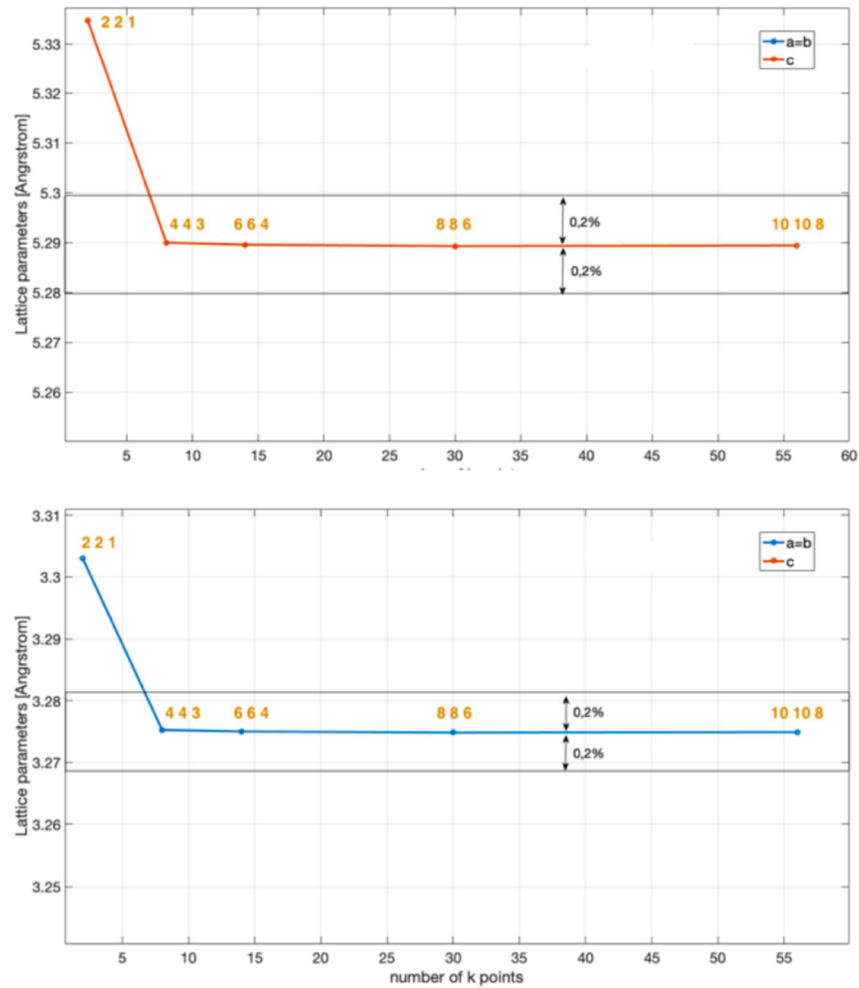 Lattice parameters [Angrstrom]
5.33
5.32
5.31
5.3
5.29
5.28
5.27
5.26
2 2 1
4 4 3 6 6 4 8 8 6 10 10 8
0,2%
0,2%
a=b
c
5 10 15 20 25 30 35 40 45 50 55 60
Lattice parameters [Angrstrom]
3.31
3.3
3.29
3.28
3.27
3.26
3.25
2 2 1
4 4 3 6 6 4 8 8 6 10 10 8
0,2%
0,2%
a=b
c
5 10 15 20 25 30 35 40 45 50 55
number of k points